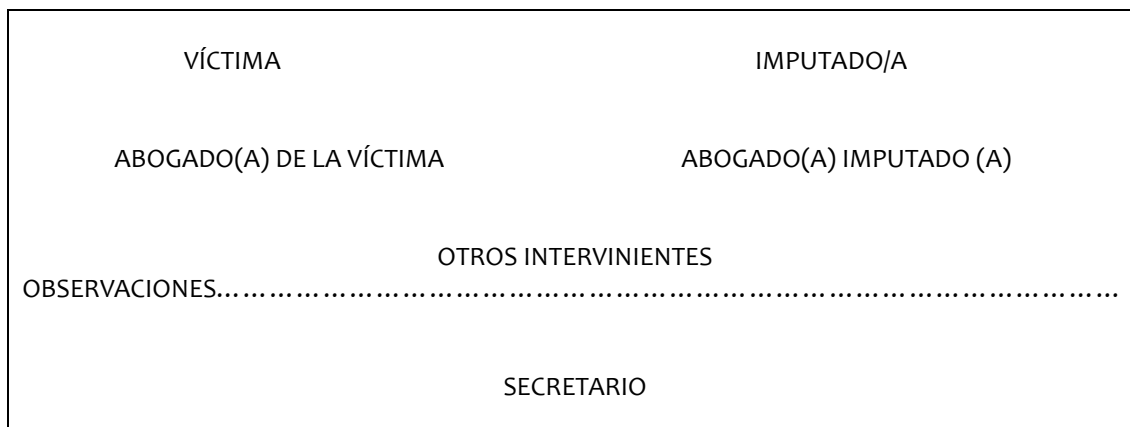 VÍCTIMA IMPUTADO/A
ABOGADO(A) DE LA VÍCTIMA ABOGADO(A) IMPUTADO (A)
OTROS INTERVINIENTES
OBSERVACIONES………………………………………………………………………………………………
SECRETARIO